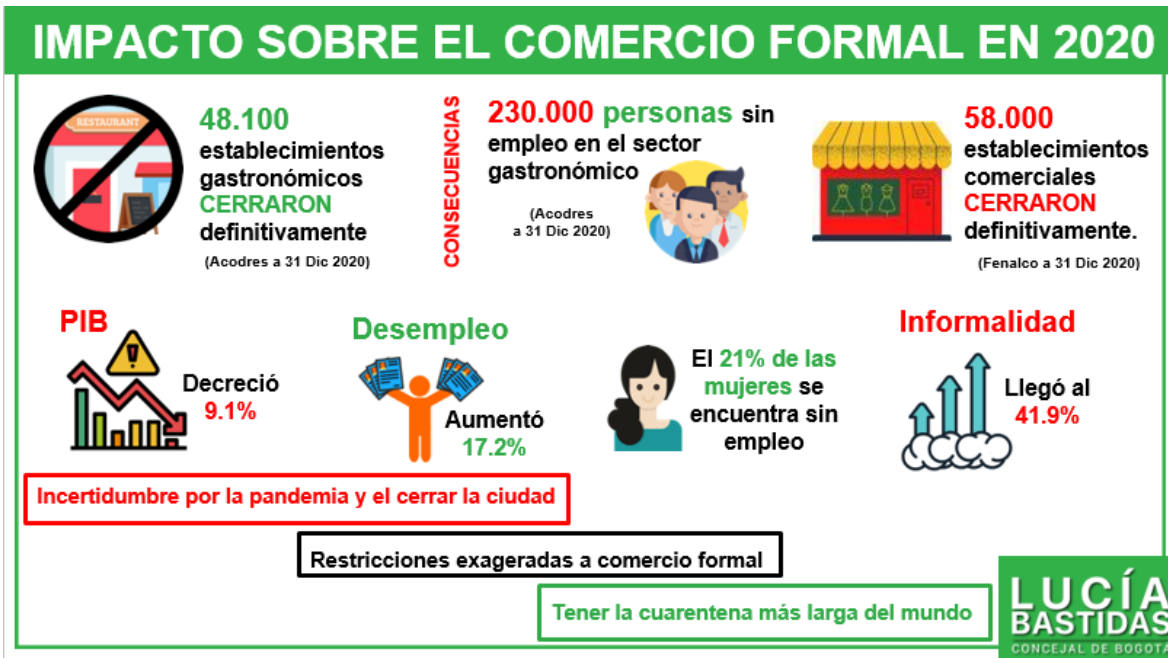 IMPACTO SOBRE EL COMERCIO FORMAL EN 2020
RESTAURANT
48.100
establecimientos
gastronómicos
CERRARON
definitivamente
(Acodres a 31 Dic 2020)
CONSECUENCIAS
230.000 personas sin
empleo en el sector
gastronómico
(Acodres
a 31 Dic 2020)
58.000
establecimientos
comerciales
CERRARON
definitivamente.
(Fenalco a 31 Dic 2020)
PIB
Decreció
9.1%
Desempleo
Aumentó
17.2%
El 21% de las
mujeres se
encuentra sin
empleo
Informalidad
Llegó al
41.9%
Incertidumbre por la pandemia y el cerrar la ciudad
Restricciones exageradas a comercio formal
Tener la cuarentena más larga del mundo
LUCÍA
BASTIDAS
CONCEJAL DE BOGOTÁ